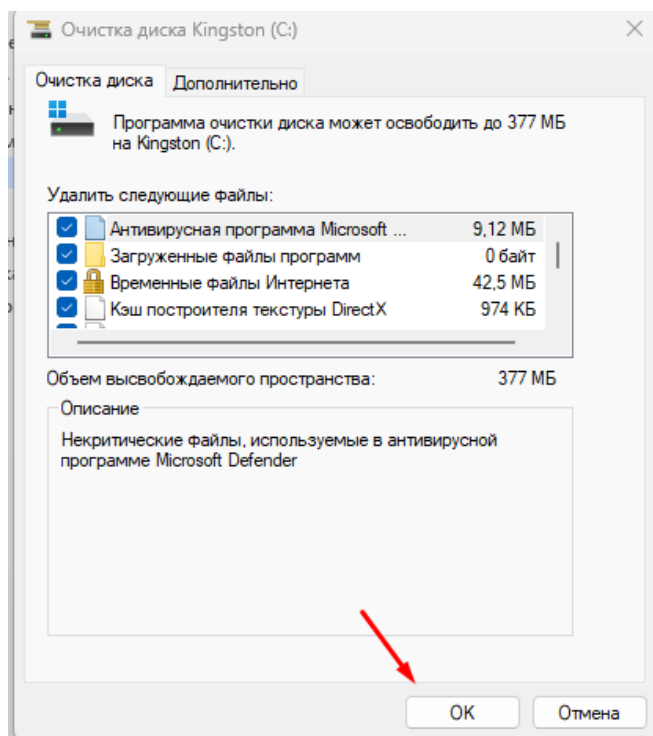 Очистка диска Kingston (C:)
Очистка диска
Дополнительно
Программа очистки диска может освободить до 377 МБ
на Kingston (C:).
Удалить следующие файлы:
Антивирусная программа Microsoft ... 9,12 МБ
Загруженные файлы программ 0 байт
Временные файлы Интернета 42,5 МБ
Кэш построителя текстуры DirectX 974 КБ
Объем высвобождаемого пространства: 377 МБ
Описание
Некритические файлы, используемые в антивирусной
программе Microsoft Defender
ОК Отмена